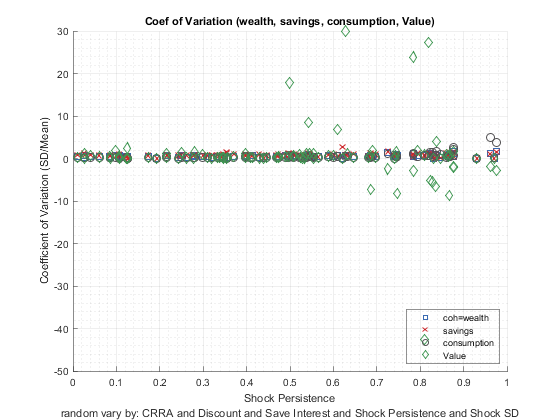 Coef of Variation (wealth, savings, consumption, Value)
30
20
10
0
-10
-20
-30
-40
-50
Coefficient of Variation (SD/Mean)
coh=wealth
savings
consumption
Value
0 0.1 0.2 0.3 0.4 0.5 0.6 0.7 0.8 0.9 1
Shock Persistence
random vary by: CRRA and Discount and Save Interest and Shock Persistence and Shock SD